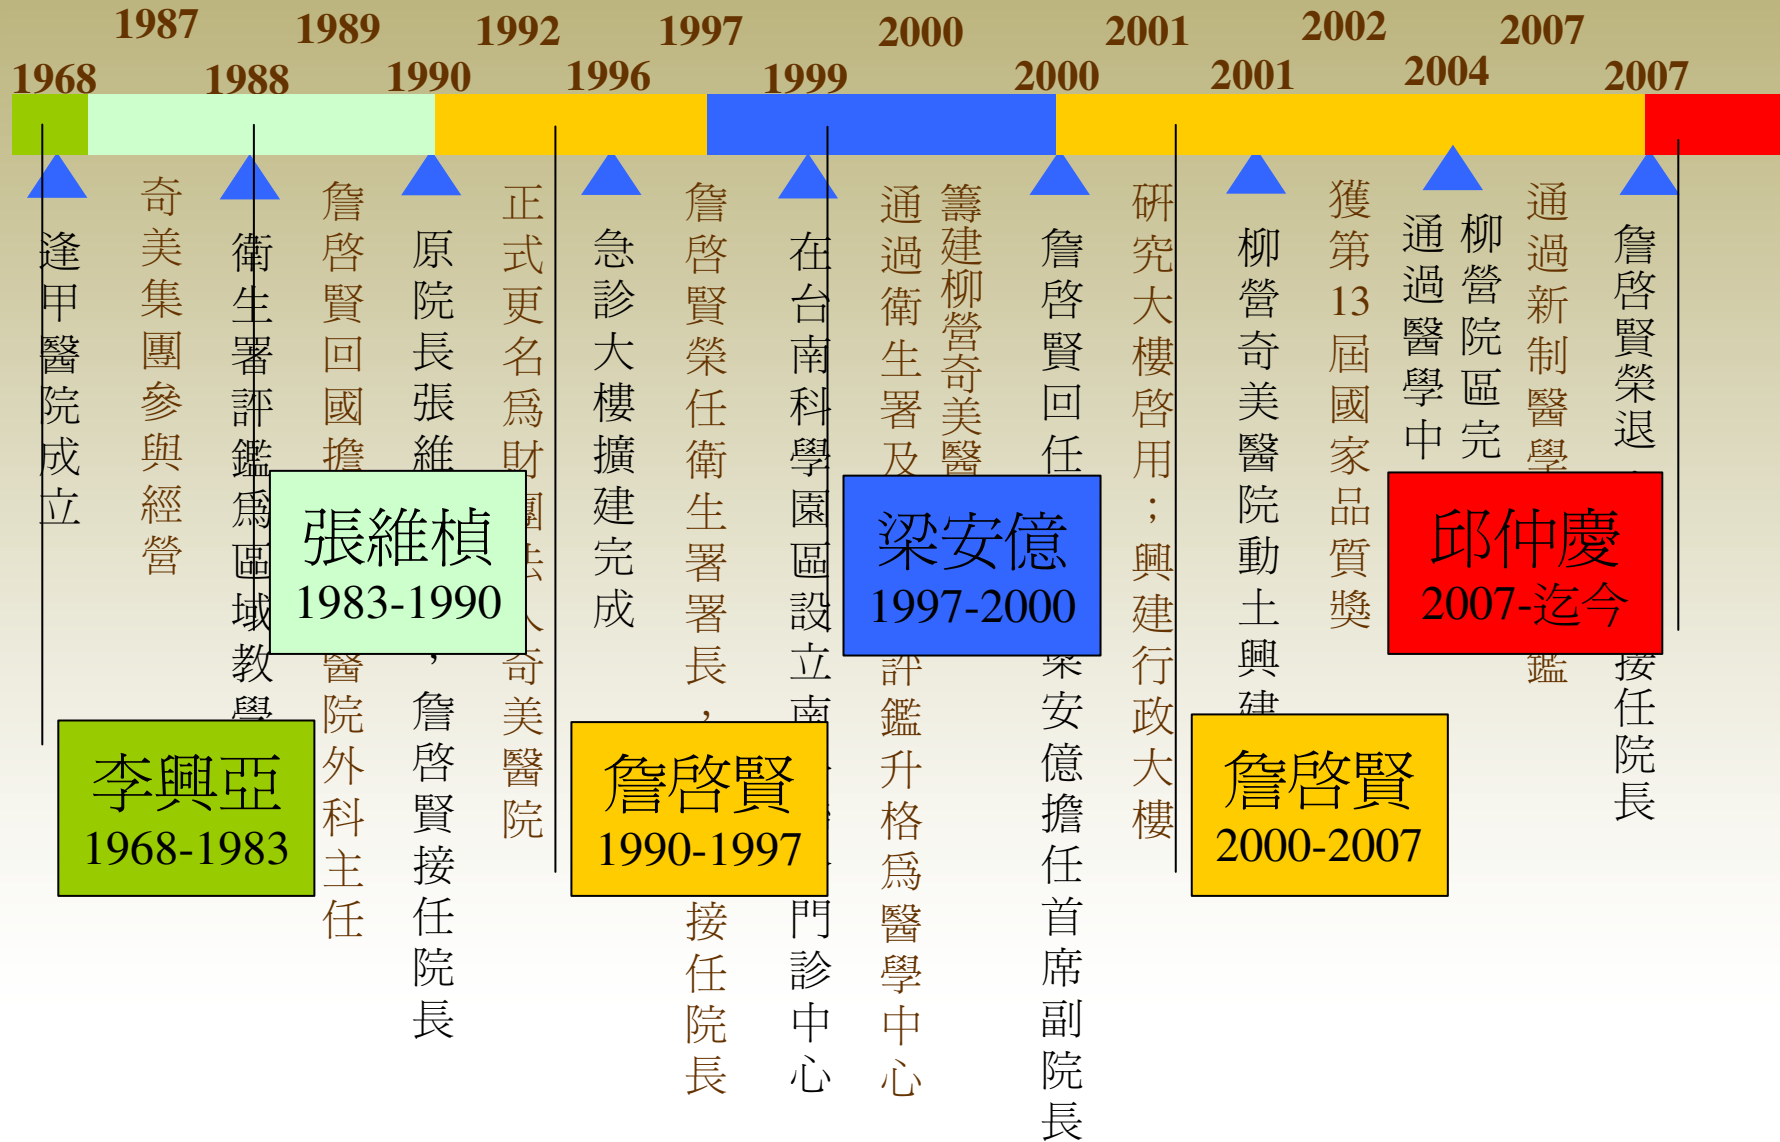 1987
1989
1992
1997
2000
2001
2002
2007
1968
1988
1990
1996
1999
2000
2001
2004
2007
逢甲醫院成立
奇美集團參與經營
衛生署評鑑為區域教學
詹啓賢回國擔
醫院外科主任
原院長張維
，詹啓賢接任院長
正式更名為財團法人奇美醫院
急診大樓擴建完成
詹啓賢榮任衛生署署長，
接任院長
在台南科學園區設立南
門診中心
通過衛生署及
評鑑升格為醫學中心
籌建柳營奇美醫
詹啓賢回任
梁安億擔任首席副院長
研究大樓啓用；興建行政大樓
柳營奇美醫院動土興建
獲第13屆國家品質獎
通過醫學中
柳營院區完
通過新制醫學
鑑
詹啓賢榮退
接任院長
張維楨
1983-1990
梁安億
1997-2000
邱仲慶
2007-迄今
李興亞
1968-1983
詹啓賢
1990-1997
詹啓賢
2000-2007